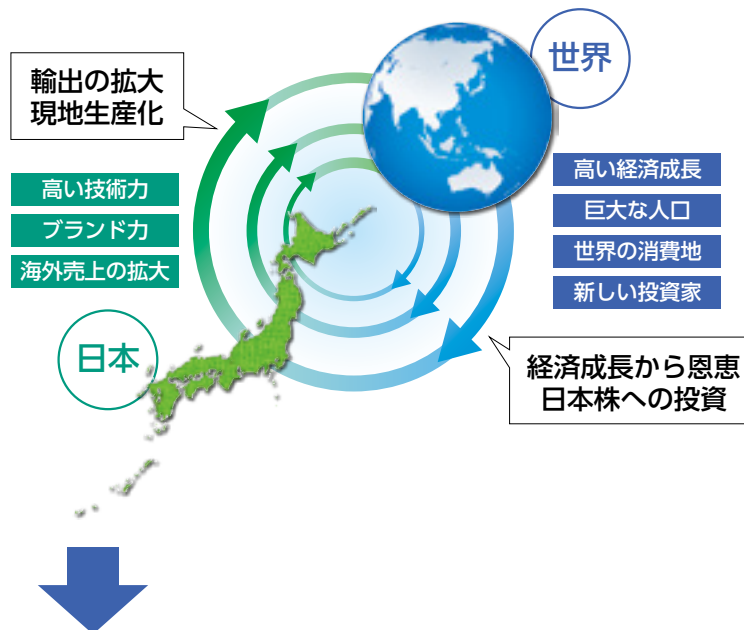 世界
輸出の拡大
現地生産化
高い技術力
ブランド力
海外売上の拡大
高い経済成長
巨大な人口
世界の消費地
新しい投資家
日本
経済成長から恩恵
日本株への投資